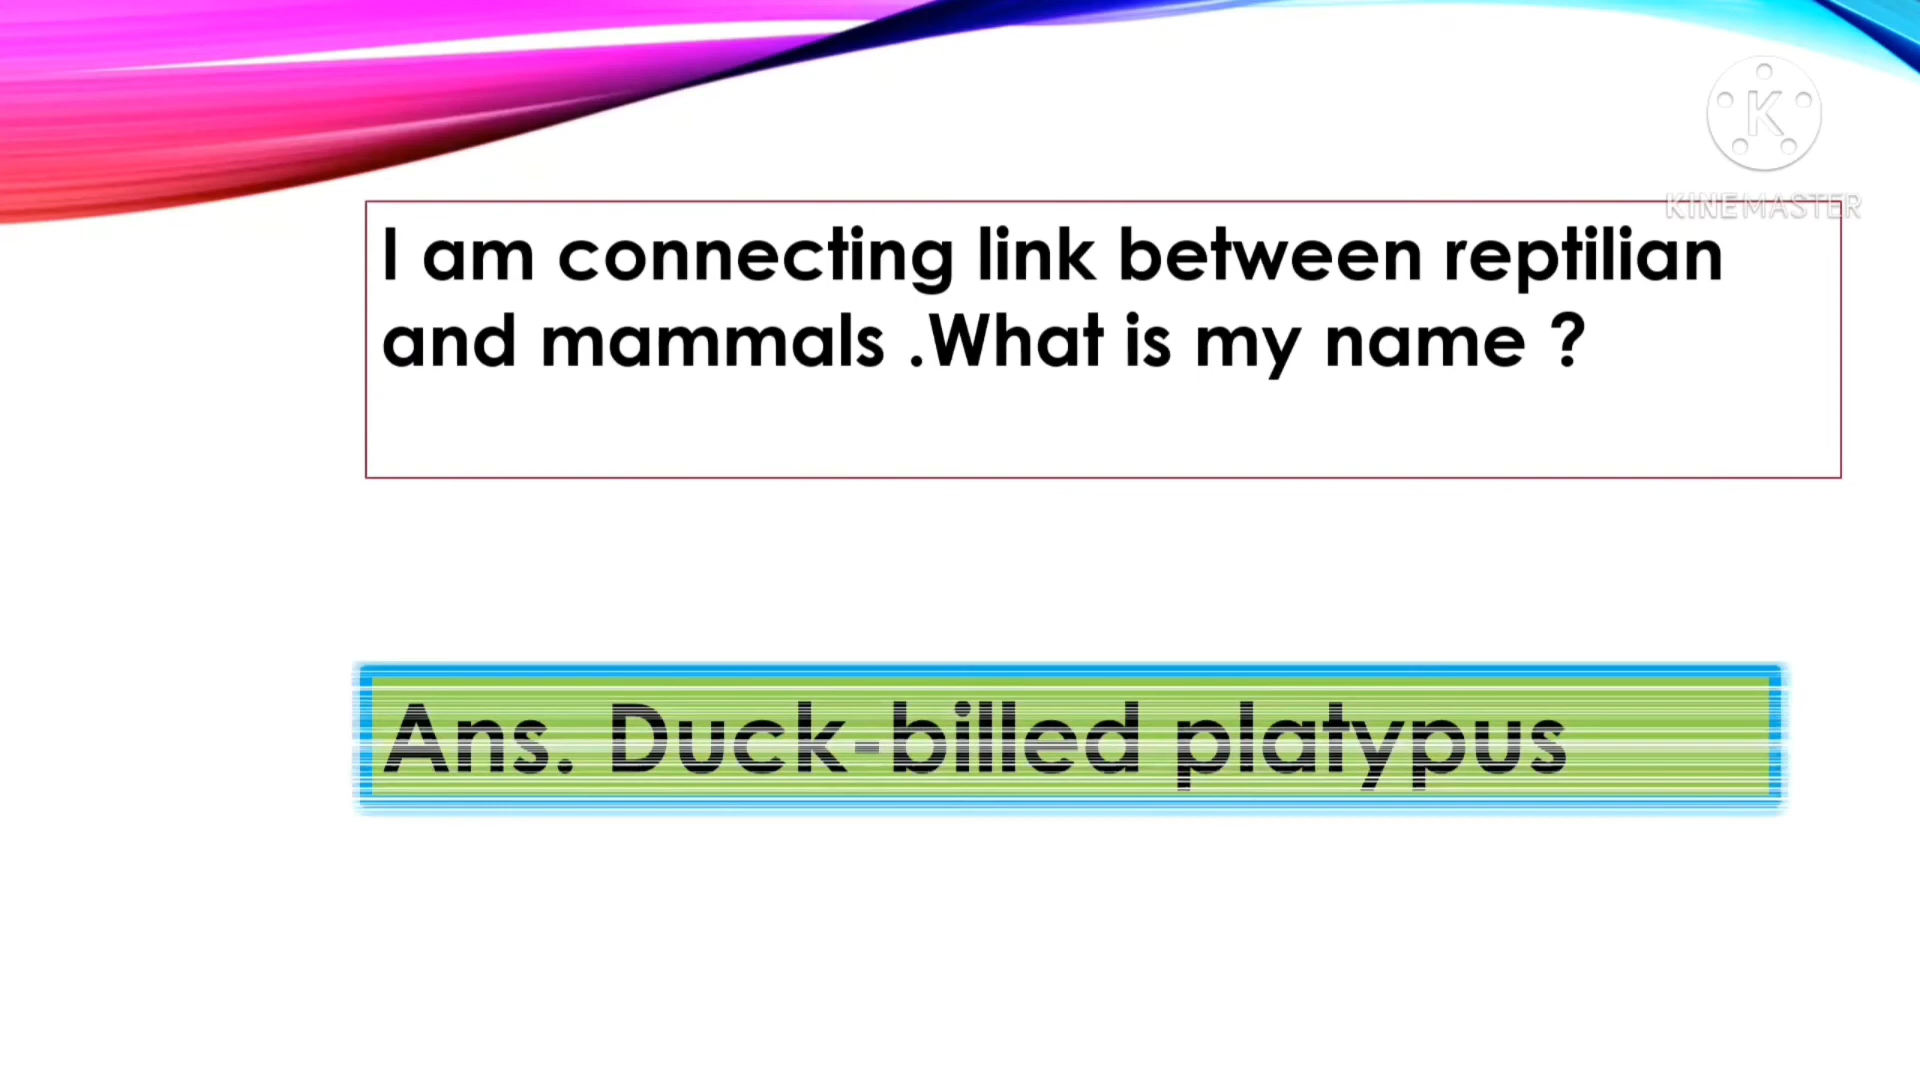 K
KINEMASTER
I am connecting link between reptilian
and mammals .What is my name ?
Ans. Duck-billed platypus